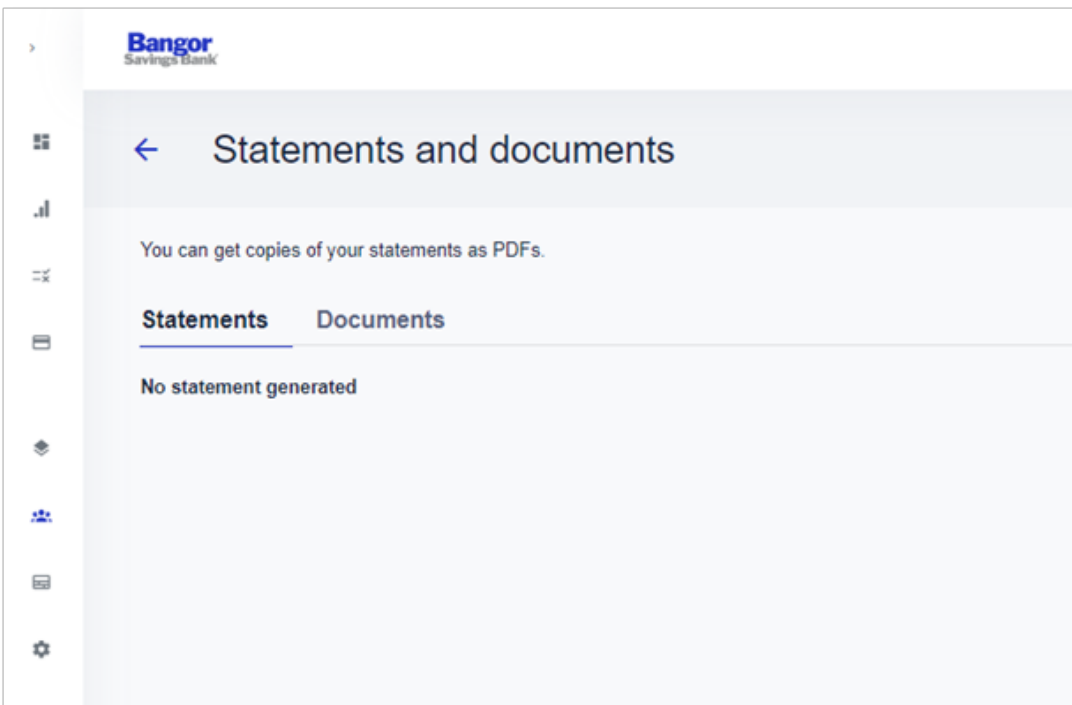 Bangor
Savings Bank
Statements and documents
You can get copies of your statements as PDFs.
Statements Documents
No statement generated